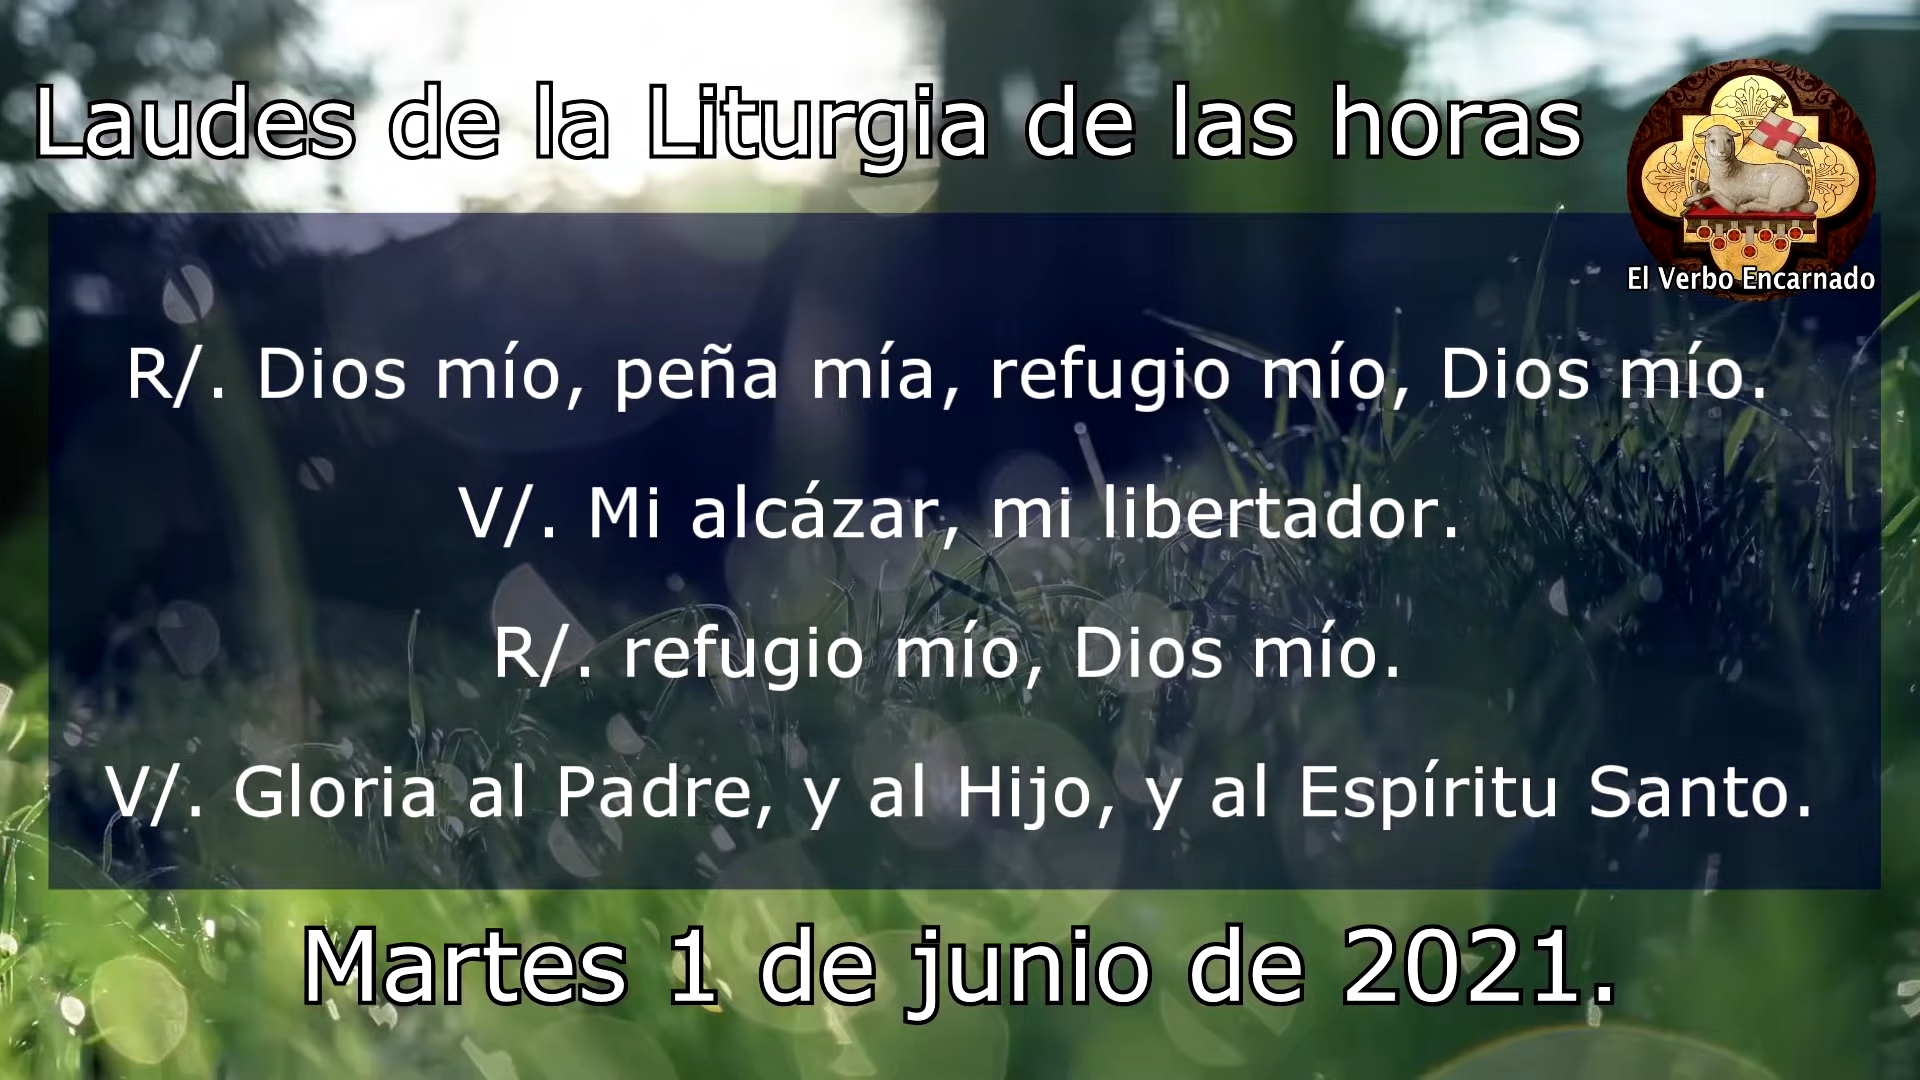 Laudes de la Liturgia de las horas
El Verbo Encarnado
R/. Dios mío, peña mía, refugio mío, Dios mío.
V/. Mi alcázar, mi libertador.
R/. refugio mío, Dios mío.
V/. Gloria al Padre, y al Hijo, y al Espíritu Santo.
Martes 1 de junio de 2021.